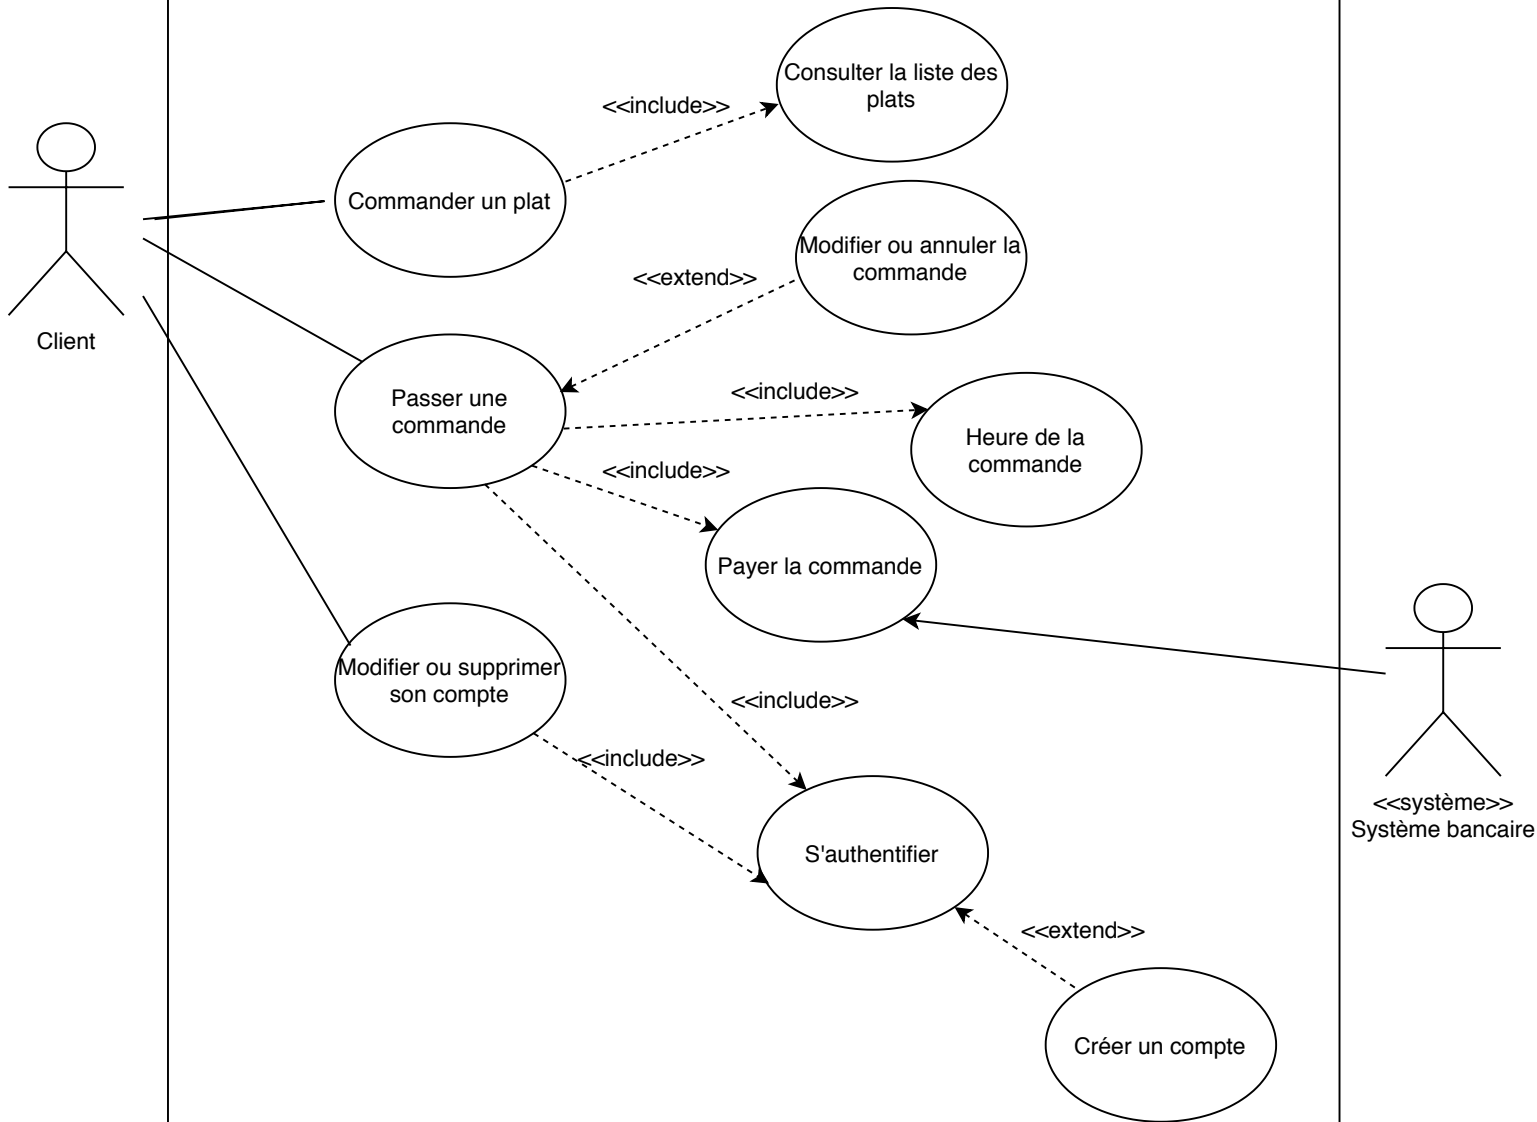 Consulter la liste des
plats
<<include>>
Commander un plat
Modifier ou annuler la
commande
<<extend>>
Client
Passer une
commande
<<include>>
Heure de la
commande
<<include>>
Payer la commande
Modifier ou supprimer
son compte
<<include>>
<<include>>
<<système>>
Système bancaire
S'authentifier
<<extend>>
Créer un compte